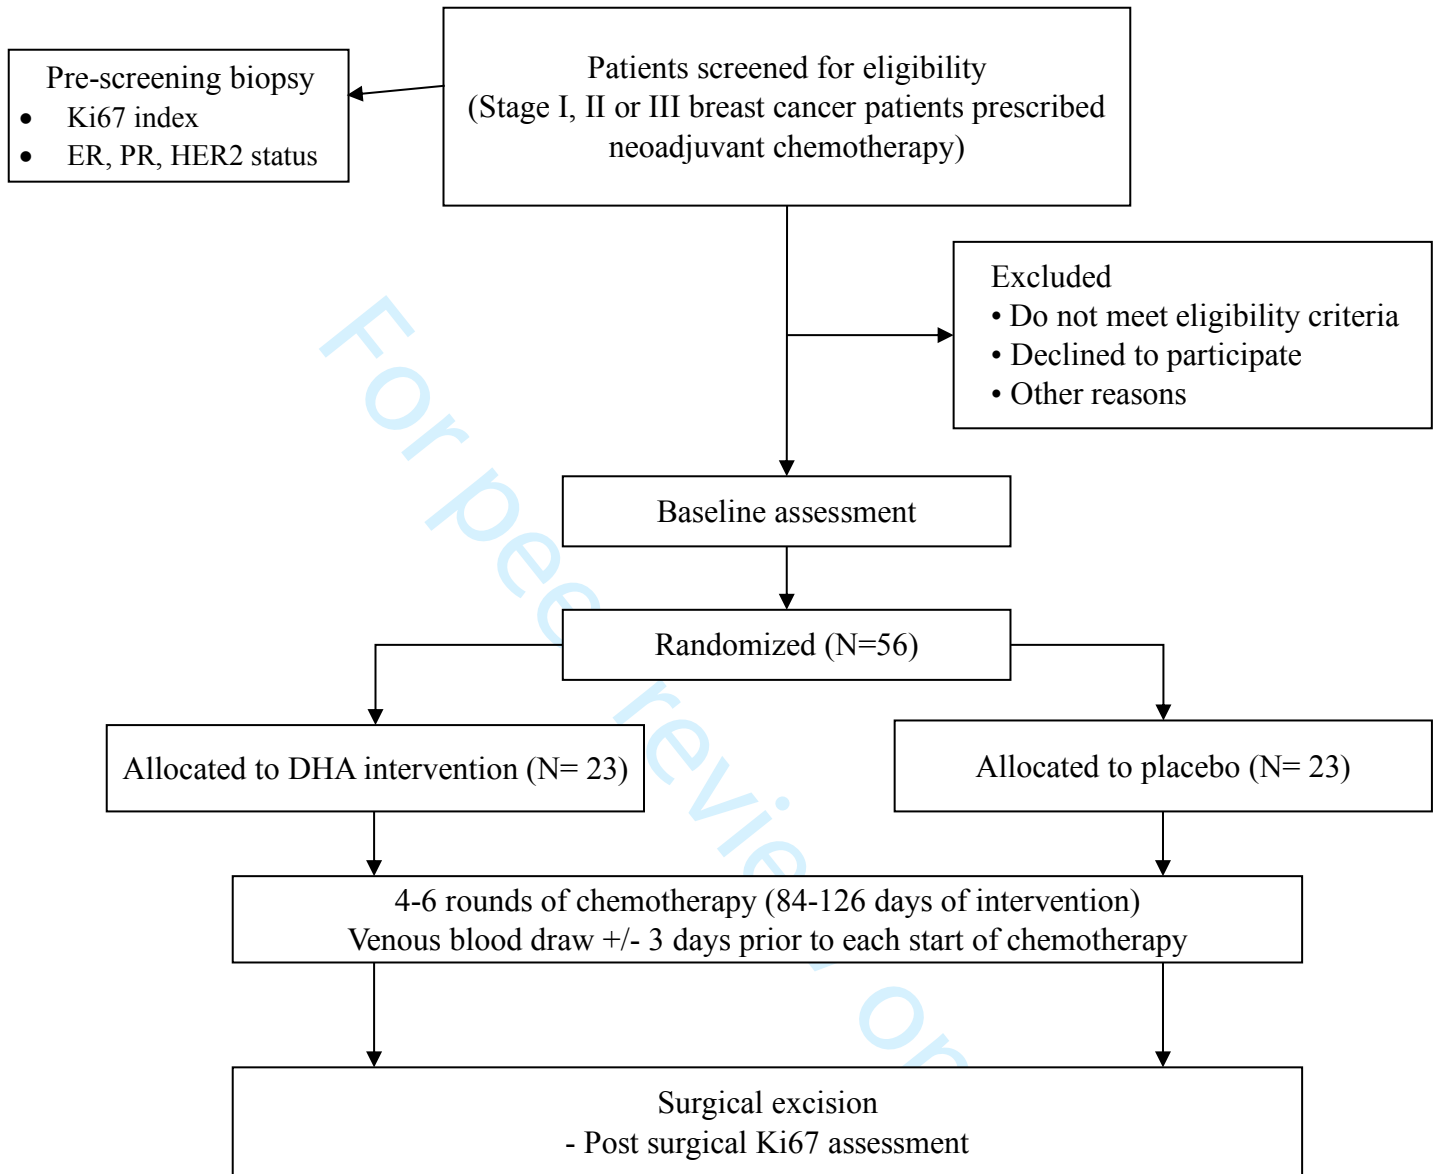 Patients screened for eligibility
(Stage I, II or III breast cancer patients prescribed
neoadjuvant chemotherapy)
Pre-screening biopsy
• Ki67 index
• ER, PR, HER2 status
Excluded
• Do not meet eligibility criteria
• Declined to participate
• Other reasons
Baseline assessment
Randomized (N=56)
Allocated to DHA intervention (N= 23)
Allocated to placebo (N= 23)
4-6 rounds of chemotherapy (84-126 days of intervention)
Venous blood draw +/- 3 days prior to each start of chemotherapy
Surgical excision
- Post surgical Ki67 assessment
For peer review on